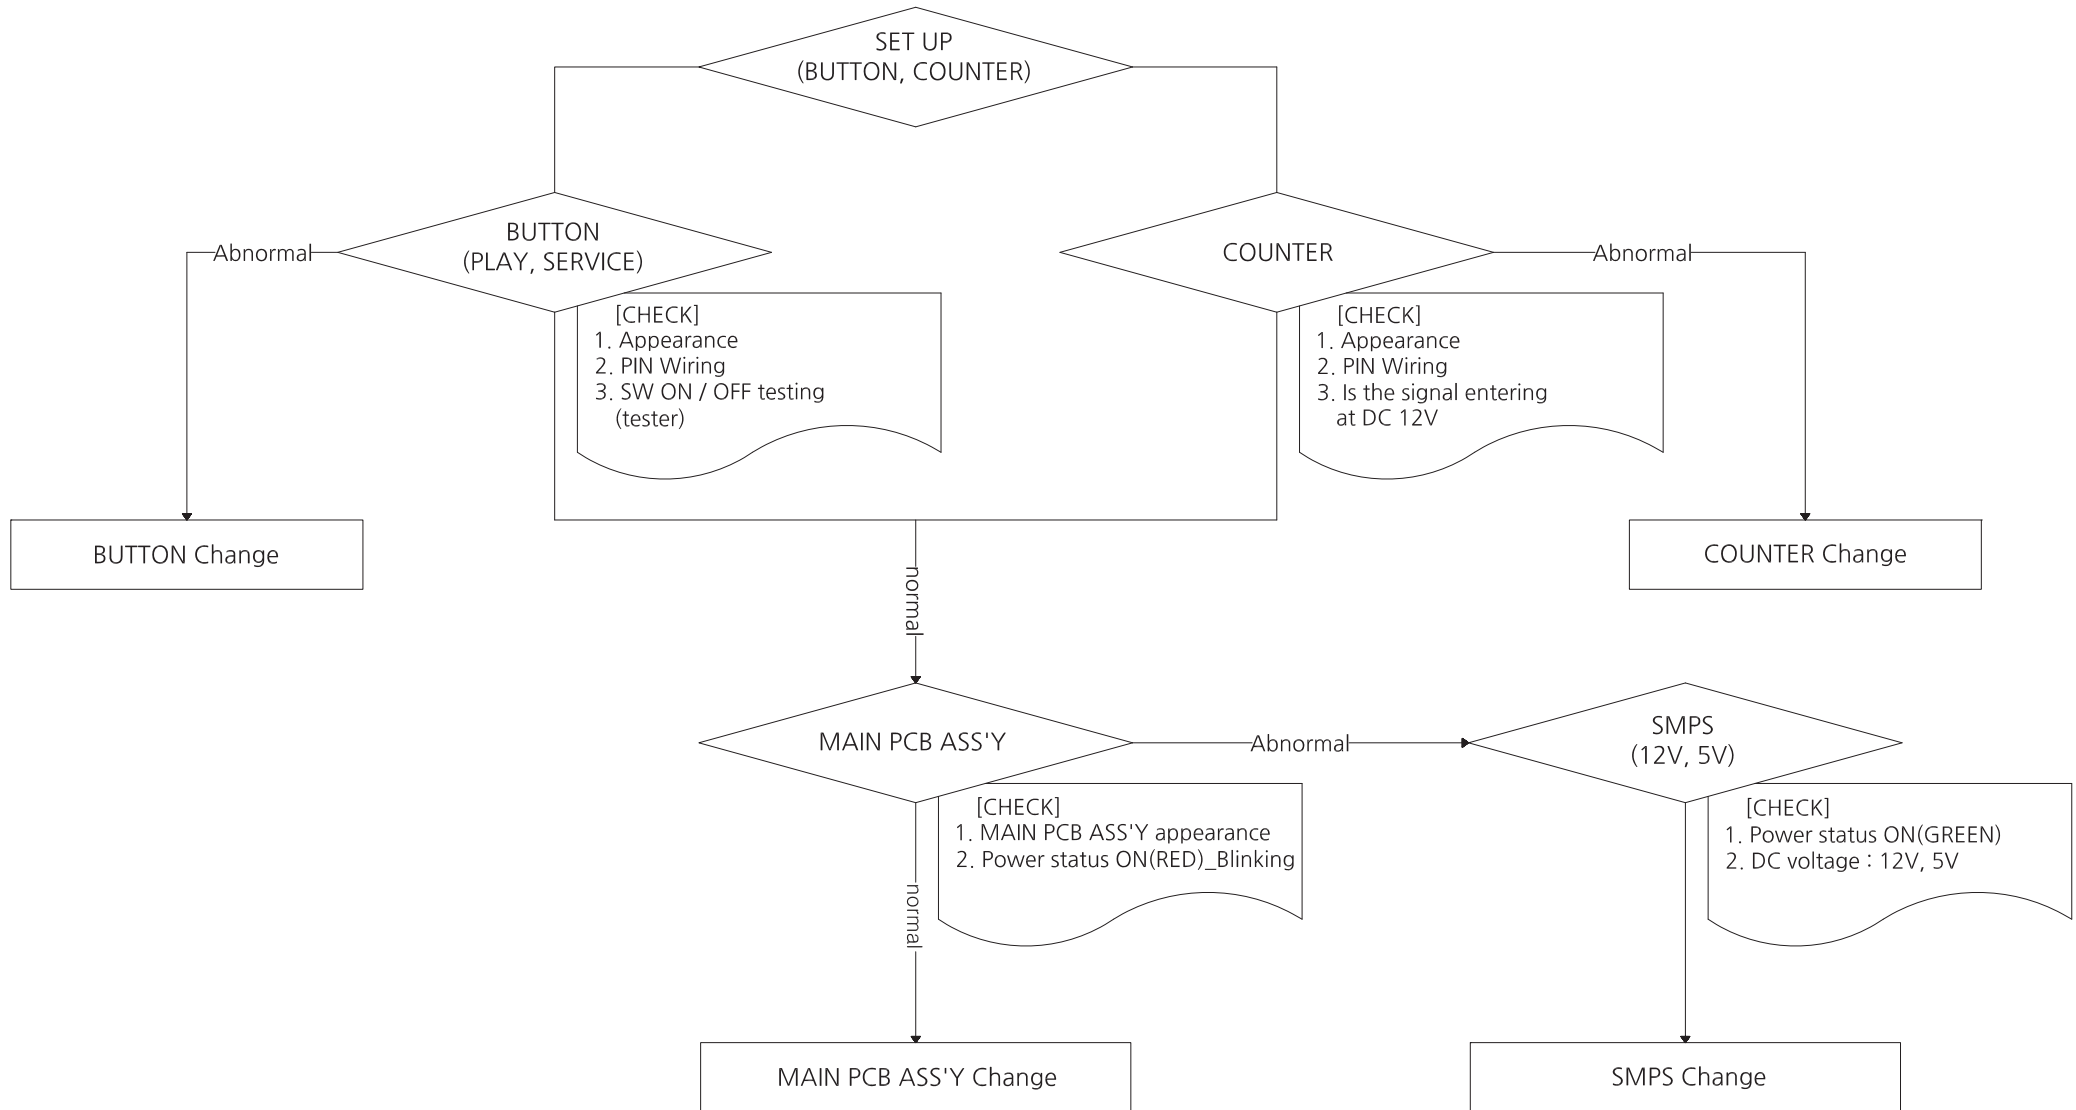 SET UP
(BUTTON, COUNTER)
BUTTON
(PLAY, SERVICE)
Abnormal
COUNTER
Abnormal
[CHECK]
1. Appearance
2. PIN Wiring
3. SW ON / OFF testing
(tester)
[CHECK]
1. Appearance
2. PIN Wiring
3. Is the signal entering
at DC 12V
BUTTON Change
COUNTER Change
normal
MAIN PCB ASS'Y
Abnormal
SMPS
(12V, 5V)
[CHECK]
1. MAIN PCB ASS'Y appearance
2. Power status ON(RED)_Blinking
[CHECK]
1. Power status ON(GREEN)
2. DC voltage : 12V, 5V
normal
MAIN PCB ASS'Y Change
SMPS Change